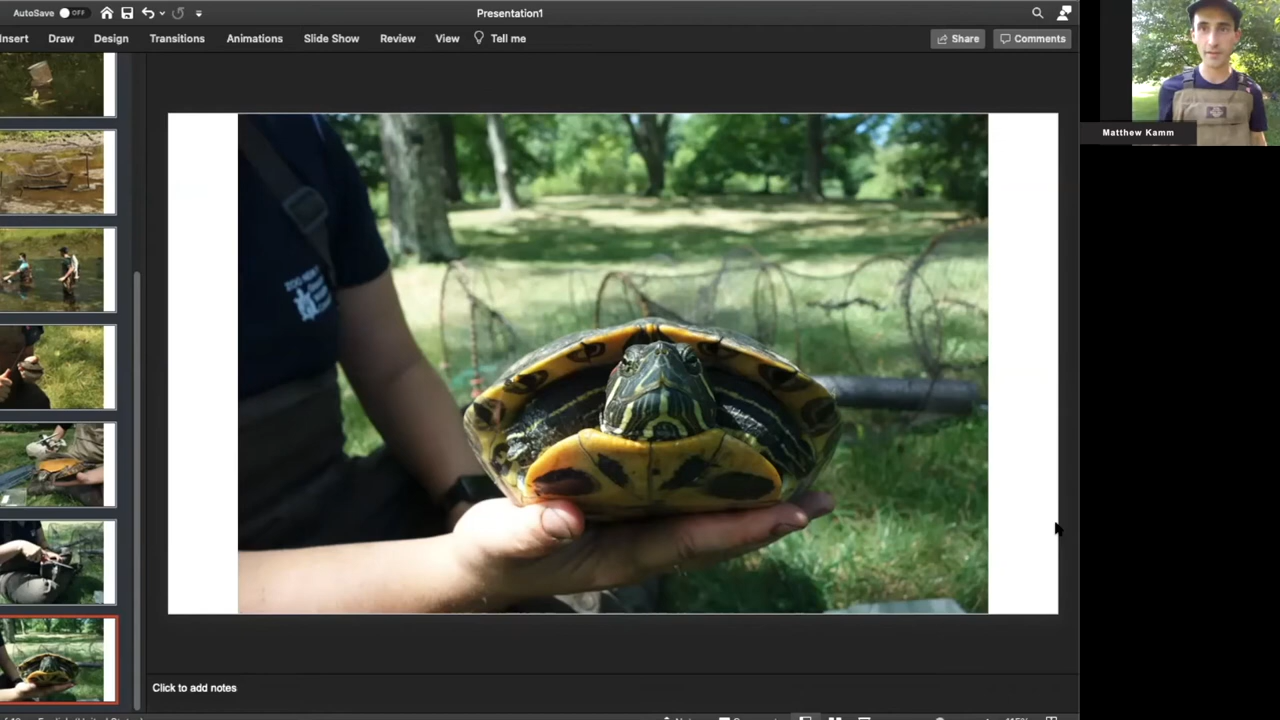 AutoSave OFF
Presentation1
Insert Draw Design Transitions Animations Slide Show Review View Tell me
Share Comments
Matthew Kamm
Click to add notes